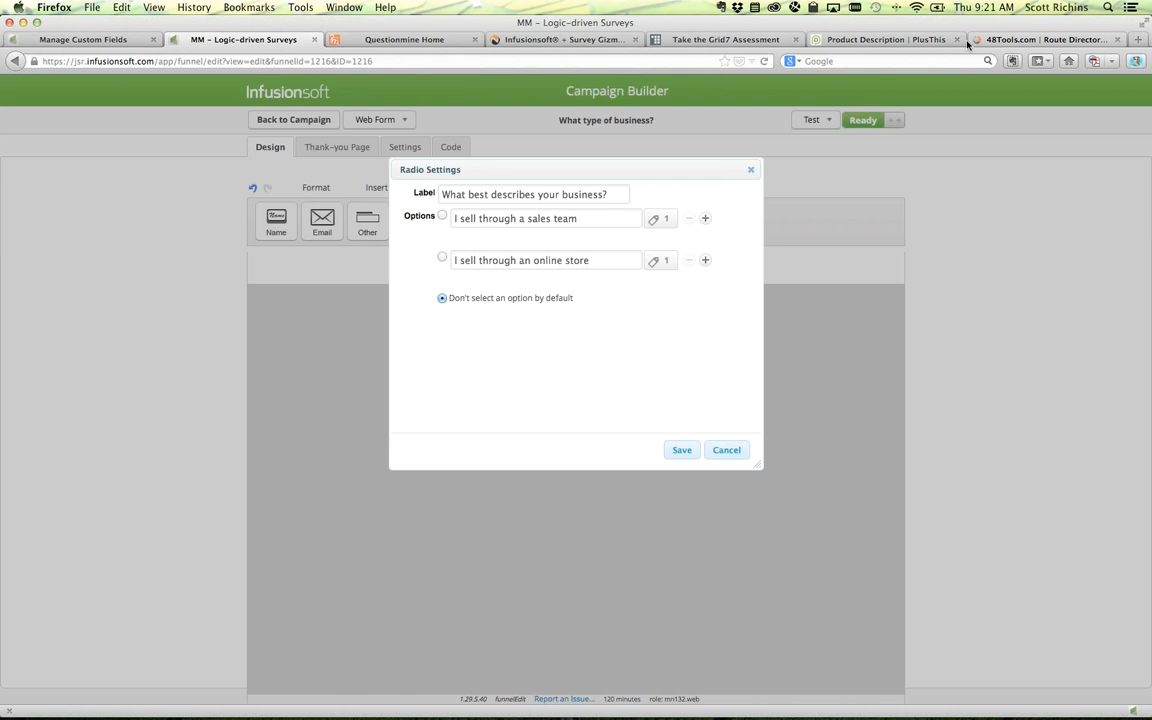 Firefox File Edit View History Bookmarks Tools Window Help Thu 9:21 AM Scott Richins
MM – Logic-driven Surveys
Manage Custom Fields MM – Logic-driven Surveys Questionmine Home Infusionsoft® + Survey Gizm... Take the Grid7 Assessment Product Description | PlusThis 48Tools.com | Route Director...
https://jsr.infusionsoft.com/app/funnel/edit?view=edit&funnelId=1216&ID=1216 Google
Infusionsoft Campaign Builder
Back to Campaign Web Form What type of business? Test Ready
Design Thank-you Page Settings Code
Radio Settings
Format Insert
Label What best describes your business?
Options I sell through a sales team 1
Name Email Other
Name
I sell through an online store 1
Don't select an option by default
Save Cancel
1.29.5.40 funnelEdit Report an Issue... 120 minutes role: mn132.web